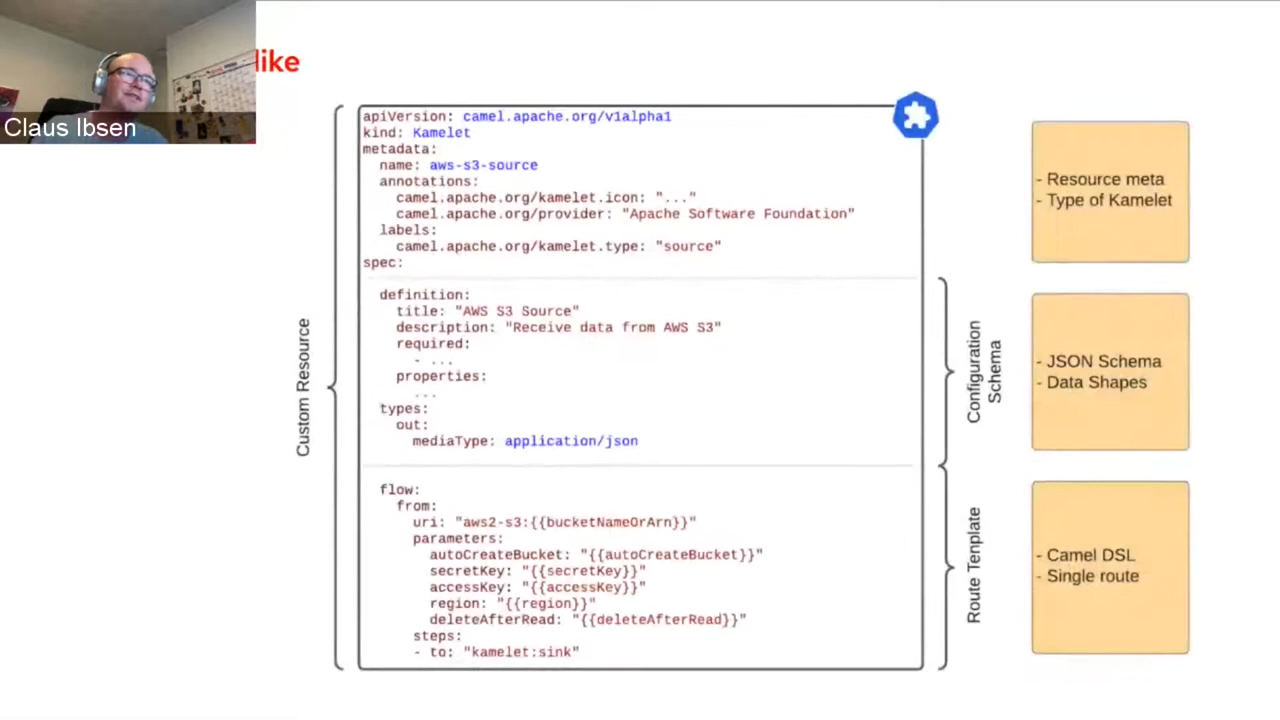 like
Claus Ibsen
Custom Resource
apiVersion: camel.apache.org/v1alpha1
kind: Kamelet
metadata:
name: aws-s3-source
annotations:
camel.apache.org/kamelet.icon: "..."
camel.apache.org/provider: "Apache Software Foundation"
labels:
camel.apache.org/kamelet.type: "source"
spec:
definition:
title: "AWS S3 Source"
description: "Receive data from AWS S3"
required:
- ...
properties:
...
types:
out:
mediaType: application/json
flow:
from:
uri: "aws2-s3:{{bucketNameOrArn}}"
parameters:
autoCreateBucket: "{{autoCreateBucket}}"
secretKey: "{{secretKey}}"
accessKey: "{{accessKey}}"
region: "{{region}}"
deleteAfterRead: "{{deleteAfterRead}}"
steps:
- to: "kamelet:sink"
Configuration
Schema
Route Tenplate
- Resource meta
- Type of Kamelet
- JSON Schema
- Data Shapes
- Camel DSL
- Single route